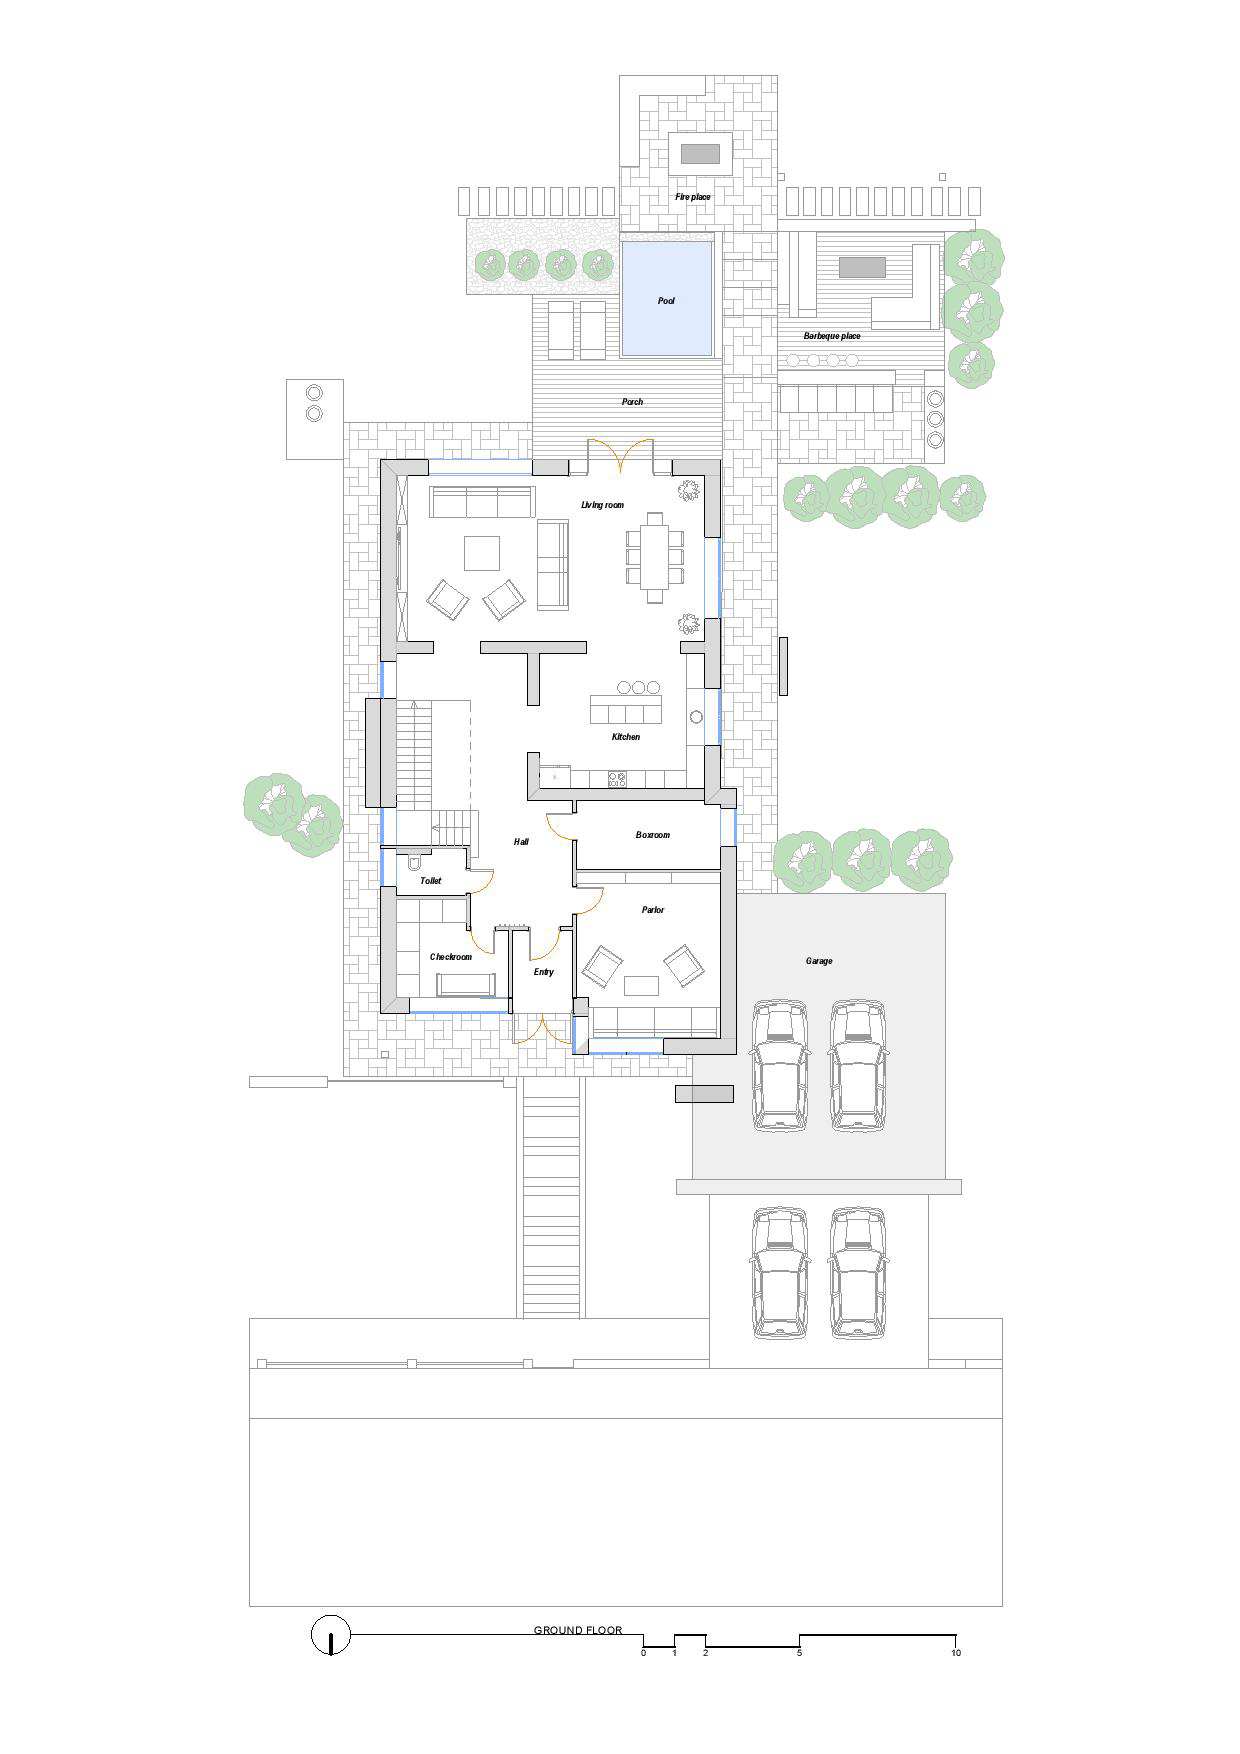 Fire place
Pool
Barbeque place
Porch
Living room
Kitchen
X
Boxroom
Hall
Toilet
Parlor
Checkroom
Entry
Garage
GROUND FLOOR
0 1 2 5 10